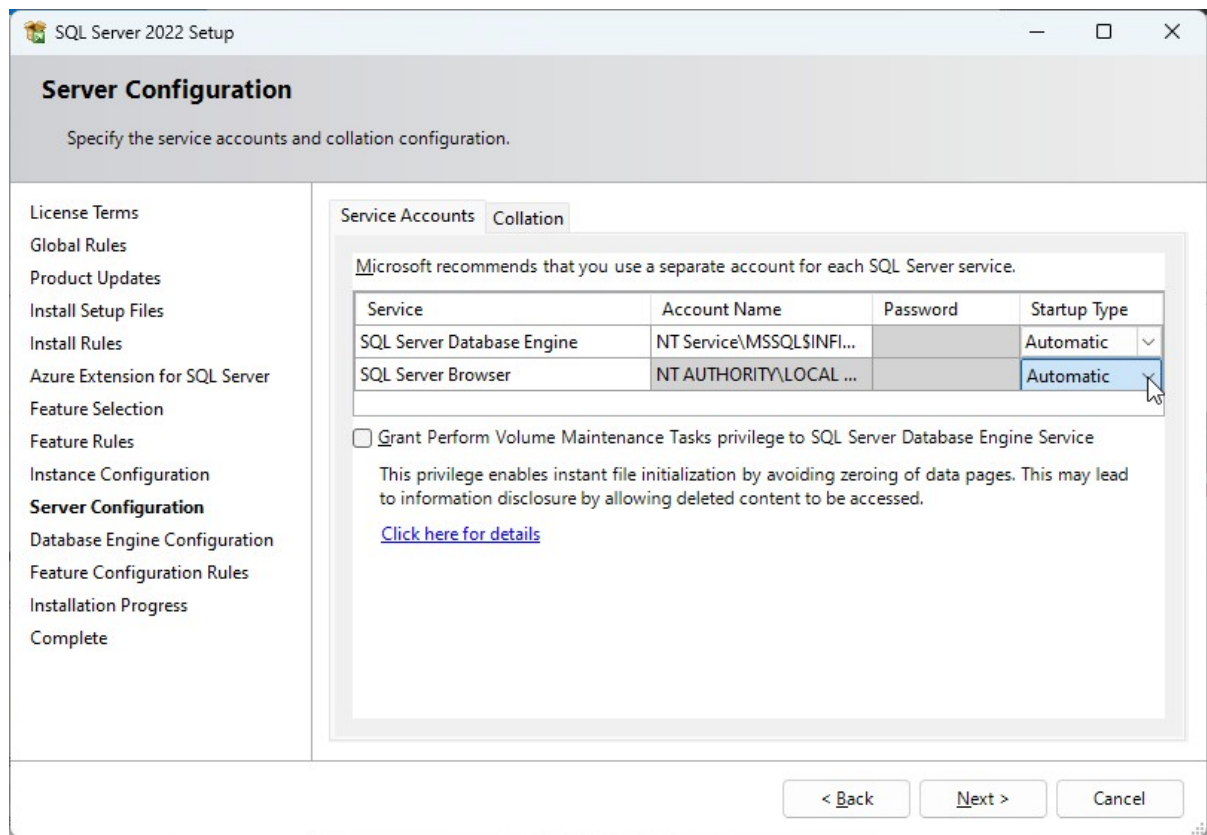 SQL Server 2022 Setup
Server Configuration
Specify the service accounts and collation configuration.
License Terms
Global Rules
Product Updates
Install Setup Files
Install Rules
Azure Extension for SQL Server
Feature Selection
Feature Rules
Instance Configuration
Server Configuration
Database Engine Configuration
Feature Configuration Rules
Installation Progress
Complete
Service Accounts Collation
Microsoft recommends that you use a separate account for each SQL Server service.
Service Account Name Password Startup Type
SQL Server Database Engine NT Service\MSSQL$INFI... Automatic
SQL Server Browser NT AUTHORITY\LOCAL ... Automatic
Grant Perform Volume Maintenance Tasks privilege to SQL Server Database Engine Service
This privilege enables instant file initialization by avoiding zeroing of data pages. This may lead
to information disclosure by allowing deleted content to be accessed.
Click here for details
< Back Next > Cancel